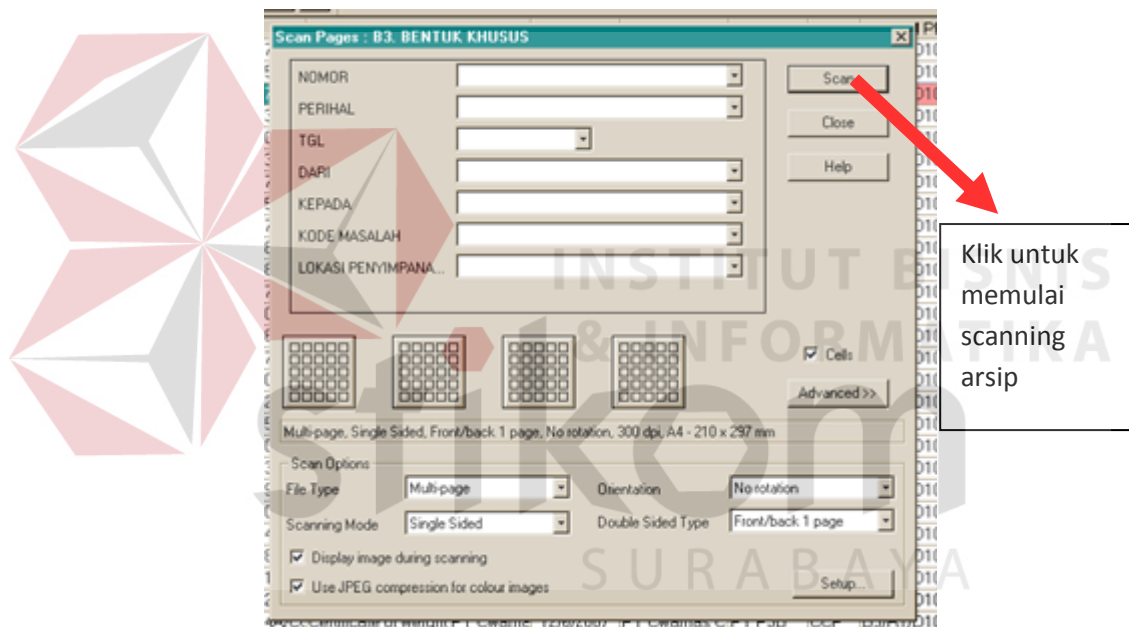 Scan Pages : B3. BENTUK KHUSUS
NOMOR
PERIHAL
TGL
DARI
KEPADA
KODE MASALAH
LOKASI PENYIMPANA...
Scan
Close
Help
Klik untuk
memulai
scanning
arsip
INSTITUT BISNIS
& INFORMATIKA
stikom
SURABAYA
Cells
Advanced >>
Multi-page, Single Sided, Front/back 1 page, No rotation, 300 dpi, A4 - 210 x 297 mm
Scan Options
File Type Multi-page Orientation No rotation
Scanning Mode Single Sided Double Sided Type Front/back 1 page
Display image during scanning
Use JPEG compression for colour images
Setup...